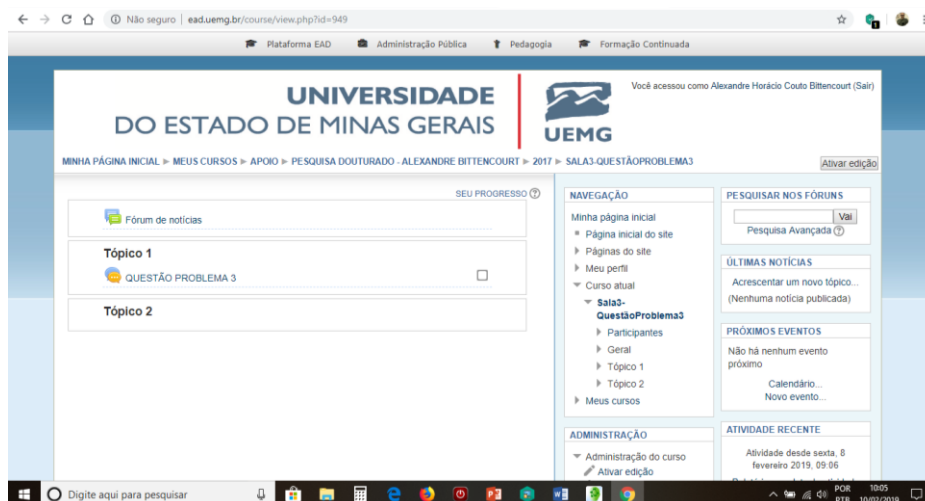 Não seguro | ead.uemg.br/course/view.php?id=949
Plataforma EAD Administração Pública Pedagogia Formação Continuada
UNIVERSIDADE
DO ESTADO DE MINAS GERAIS
UEMG
Você acessou como Alexandre Horácio Couto Bittencourt (Sair)
MINHA PÁGINA INICIAL ► MEUS CURSOS ► APOIO ► PESQUISA DOUTURADO - ALEXANDRE BITTENCOURT ► 2017 ► SALA3-QUESTÃOPROBLEMA3
Ativar edição
SEU PROGRESSO
Fórum de notícias
Tópico 1
QUESTÃO PROBLEMA 3
Tópico 2
NAVEGAÇÃO
Minha página inicial
Página inicial do site
Páginas do site
Meu perfil
Curso atual
Sala3-
QuestãoProblema3
Participantes
Geral
Tópico 1
Tópico 2
Meus cursos
ADMINISTRAÇÃO
Administração do curso
Ativar edição
PESQUISAR NOS FÓRUNS
Vai
Pesquisa Avançada
ÚLTIMAS NOTÍCIAS
Acrescentar um novo tópico...
(Nenhuma notícia publicada)
PRÓXIMOS EVENTOS
Não há nenhum evento
próximo
Calendário...
Novo evento...
ATIVIDADE RECENTE
Atividade desde sexta, 8
fevereiro 2019, 09:06
Digite aqui para pesquisar
POR
PTB
10:05
10/02/2019